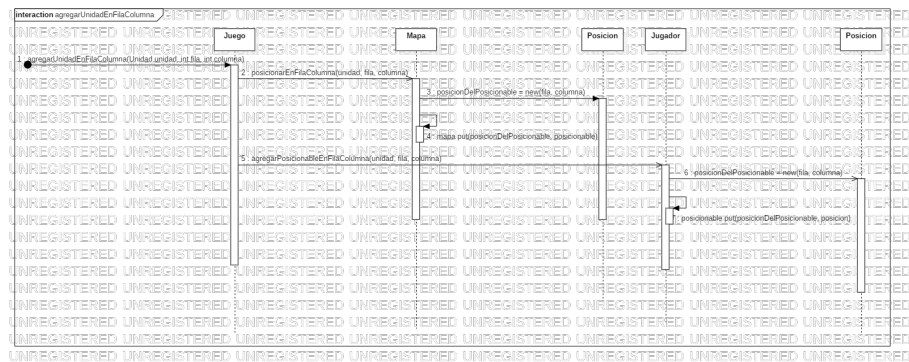 interaction agregarUnidadEnFilaColumna
Juego
Mapa
Posicion
Jugador
Posicion
1 : agregarUnidadEnFilaColumna(Unidad unidad, int fila, int columna)
2 : posicionarEnFilaColumna(unidad, fila, columna)
3 : posicionDelPosicionable = new(fila, columna)
4 : mapa put(posicionDelPosicionable, posicionable)
5 : agregarPosicionableEnFilaColumna(unidad, fila, columna)
6 : posicionDelPosicionable = new(fila, columna)
posicionable put(posicionDelPosicionable, posicion)
UNREGISTERED